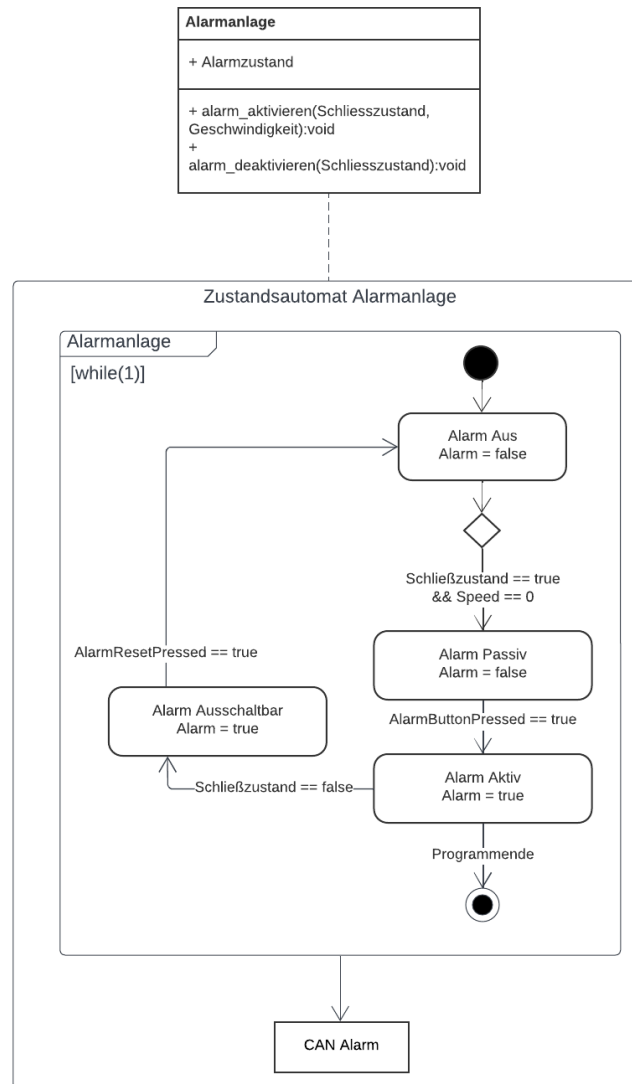 Alarmanlage
+ Alarmzustand
+ alarm_aktivieren(Schliesszustand,
Geschwindigkeit):void
+
alarm_deaktivieren(Schliesszustand):void
Zustandsautomat Alarmanlage
Alarmanlage
[while(1)]
Alarm Aus
Alarm = false
Schließzustand == true
&& Speed == 0
Alarm Passiv
Alarm = false
AlarmResetPressed == true
Alarm Ausschaltbar
Alarm = true
AlarmButtonPressed == true
Alarm Aktiv
Alarm = true
Schließzustand == false
Programmende
CAN Alarm